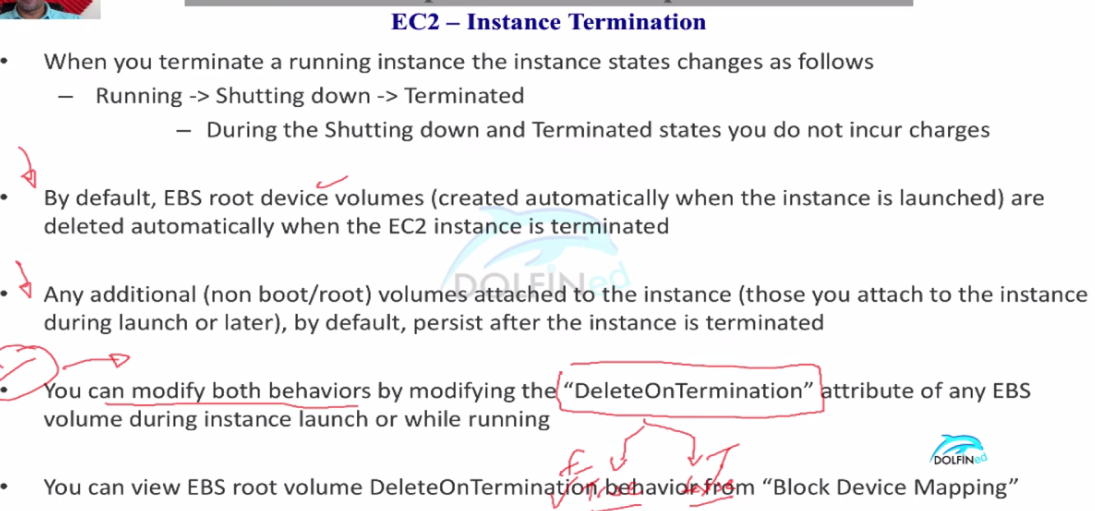 EC2 – Instance Termination
• When you terminate a running instance the instance states changes as follows
– Running -> Shutting down -> Terminated
– During the Shutting down and Terminated states you do not incur charges
• By default, EBS root device volumes (created automatically when the instance is launched) are
deleted automatically when the EC2 instance is terminated
DOLFINed
• Any additional (non boot/root) volumes attached to the instance (those you attach to the instance
during launch or later), by default, persist after the instance is terminated
• You can modify both behaviors by modifying the “DeleteOnTermination” attribute of any EBS
volume during instance launch or while running
DOLFINed
F T
• You can view EBS root volume DeleteOnTermination behavior from “Block Device Mapping”